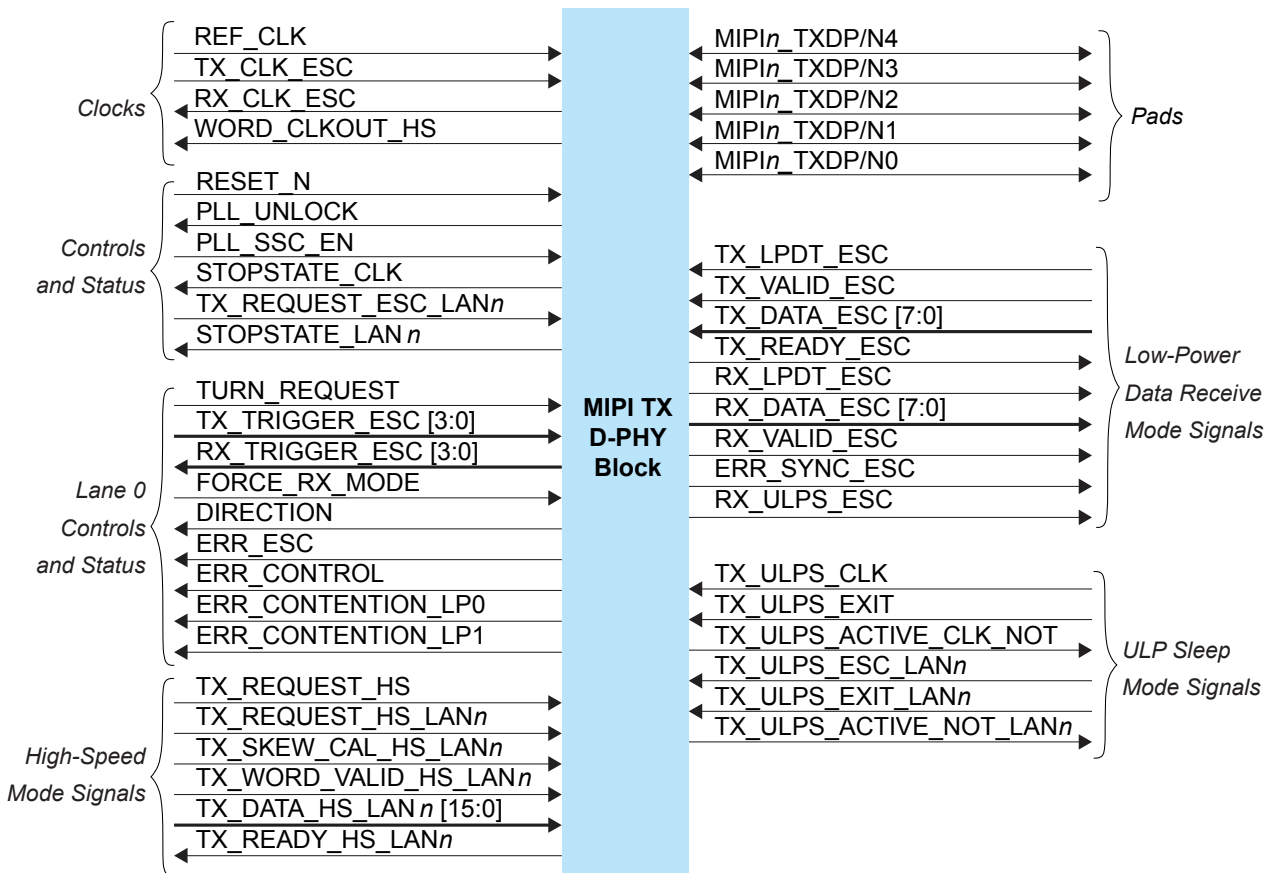 Clocks
REF_CLK
TX_CLK_ESC
RX_CLK_ESC
WORD_CLKOUT_HS
Controls
and Status
RESET_N
PLL_UNLOCK
PLL_SSC_EN
STOPSTATE_CLK
TX_REQUEST_ESC_LANn
STOPSTATE_LAN n
Lane 0
Controls
and Status
TURN_REQUEST
TX_TRIGGER_ESC [3:0]
RX_TRIGGER_ESC [3:0]
FORCE_RX_MODE
DIRECTION
ERR_ESC
ERR_CONTROL
ERR_CONTENTION_LP0
ERR_CONTENTION_LP1
High-Speed
Mode Signals
TX_REQUEST_HS
TX_REQUEST_HS_LANn
TX_SKEW_CAL_HS_LANn
TX_WORD_VALID_HS_LANn
TX_DATA_HS_LAN n [15:0]
TX_READY_HS_LANn
MIPI TX
D-PHY
Block
MIPIn_TXDP/N4
MIPIn_TXDP/N3
MIPIn_TXDP/N2
MIPIn_TXDP/N1
MIPIn_TXDP/N0
Pads
TX_LPDT_ESC
TX_VALID_ESC
TX_DATA_ESC [7:0]
TX_READY_ESC
RX_LPDT_ESC
RX_DATA_ESC [7:0]
RX_VALID_ESC
ERR_SYNC_ESC
RX_ULPS_ESC
Low-Power
Data Receive
Mode Signals
TX_ULPS_CLK
TX_ULPS_EXIT
TX_ULPS_ACTIVE_CLK_NOT
TX_ULPS_ESC_LANn
TX_ULPS_EXIT_LANn
TX_ULPS_ACTIVE_NOT_LANn
ULP Sleep
Mode Signals